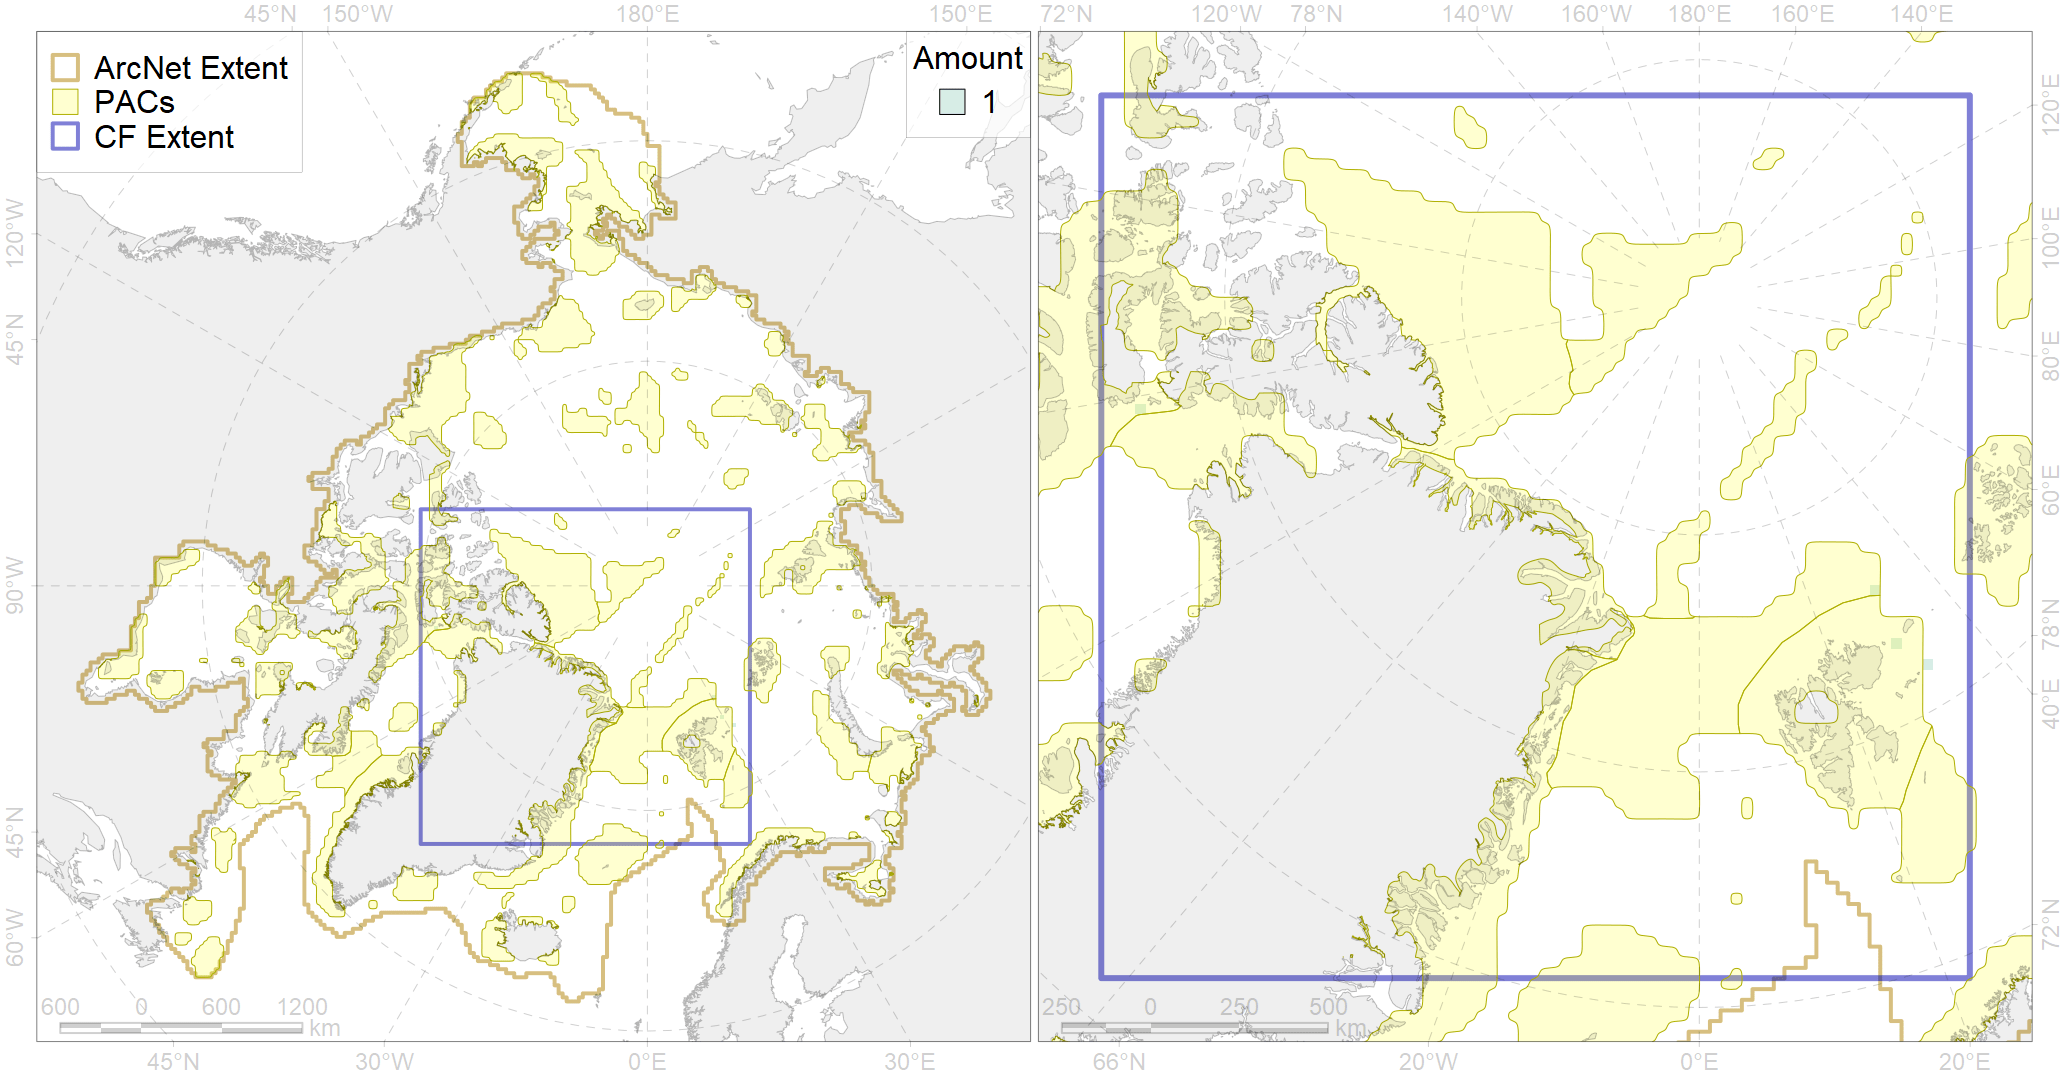 45°N 150°W 180°E 150°E 72°N 120°W 78°N 140°W 160°W 180°E 160°E 140°E
ArcNet Extent
PACs
CF Extent
Amount
1
120°W
45°N
90°W
45°N
60°W
120°E
100°E
80°E
60°E
78°N
40°E
72°N
600 0 600 1200
km
250 0 250 500
km
45°N 30°W 0°E 30°E 66°N 20°W 0°E 20°E